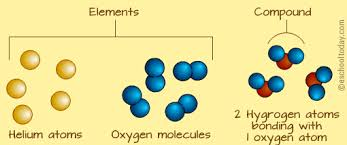 Elements
Compound
Helium atoms
Oxygen molecules
2 Hygrogen atoms
bonding with
1 oxygen atom
©eschooltoday.com